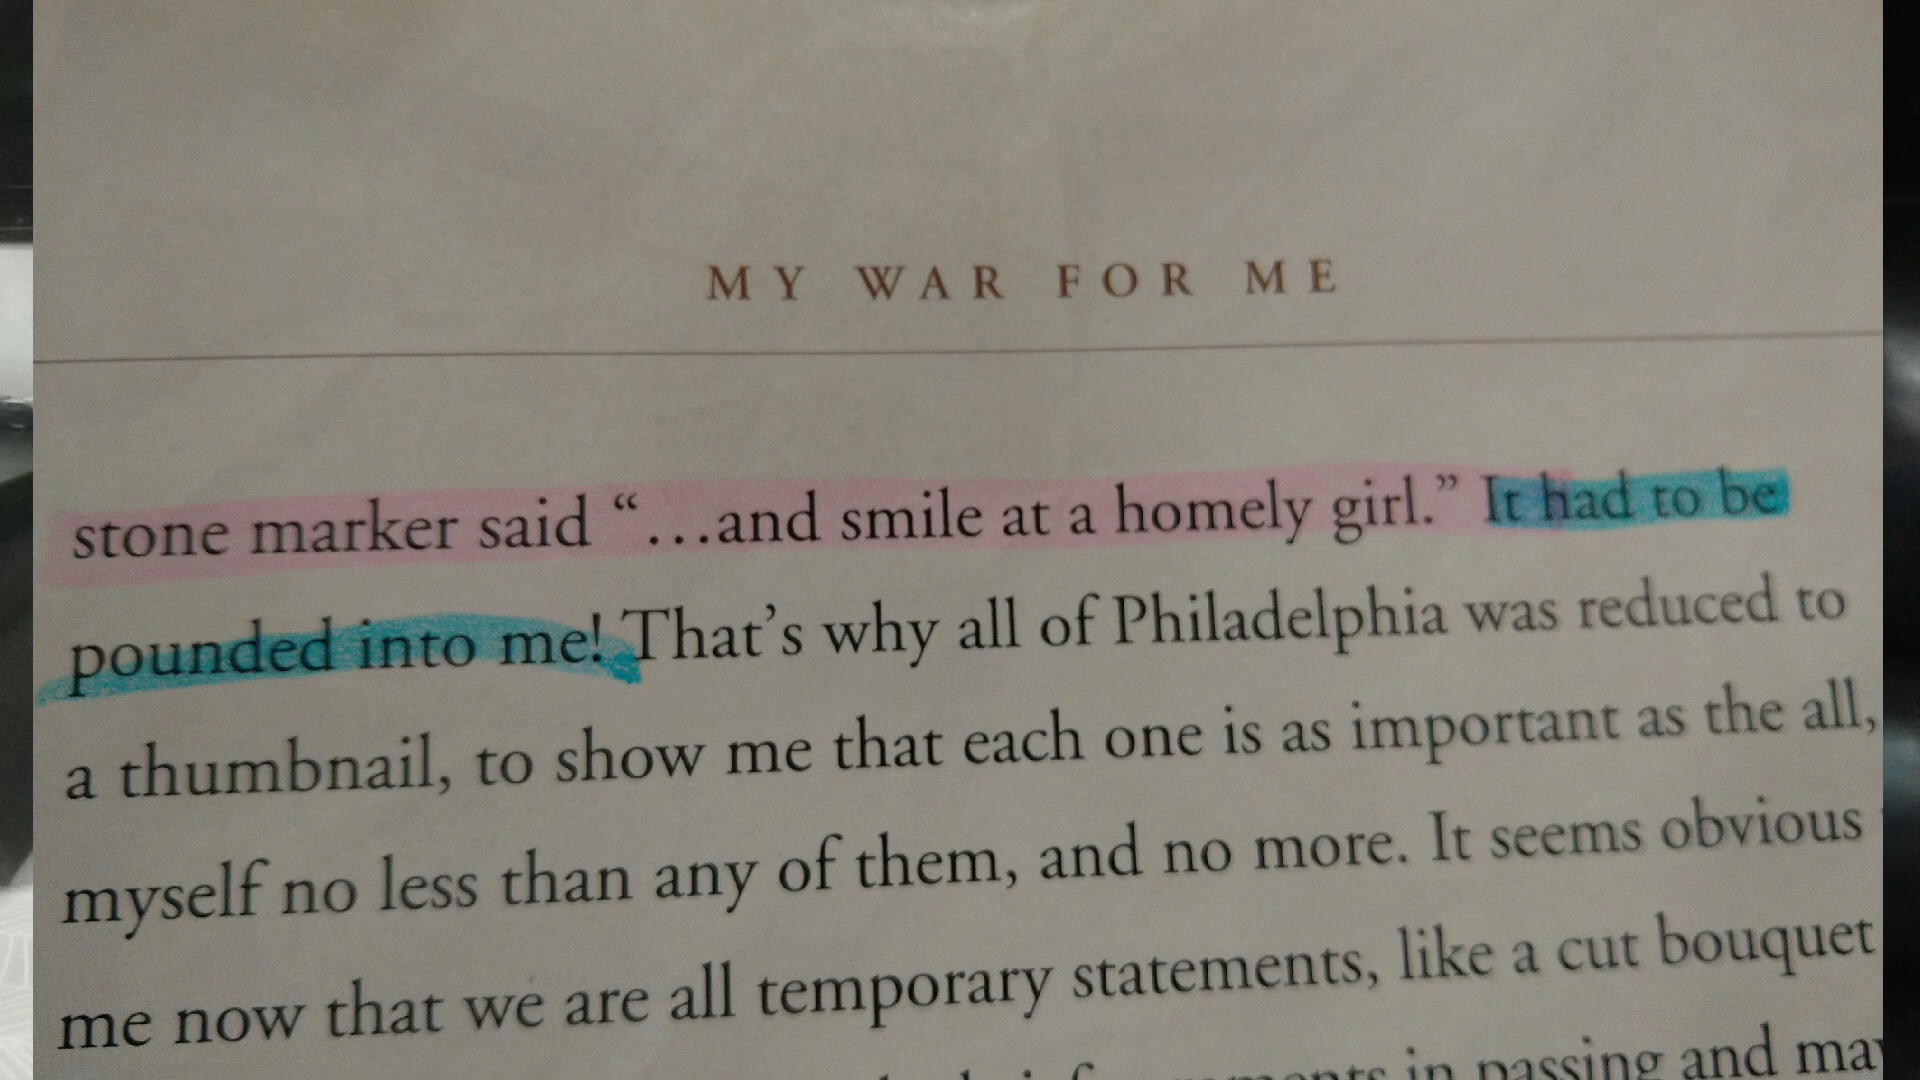 MY WAR FOR ME
stone marker said “...and smile at a homely girl.” It had to be
pounded into me! That’s why all of Philadelphia was reduced to
a thumbnail, to show me that each one is as important as the all,
myself no less than any of them, and no more. It seems obvious
me now that we are all temporary statements, like a cut bouquet
in passing and